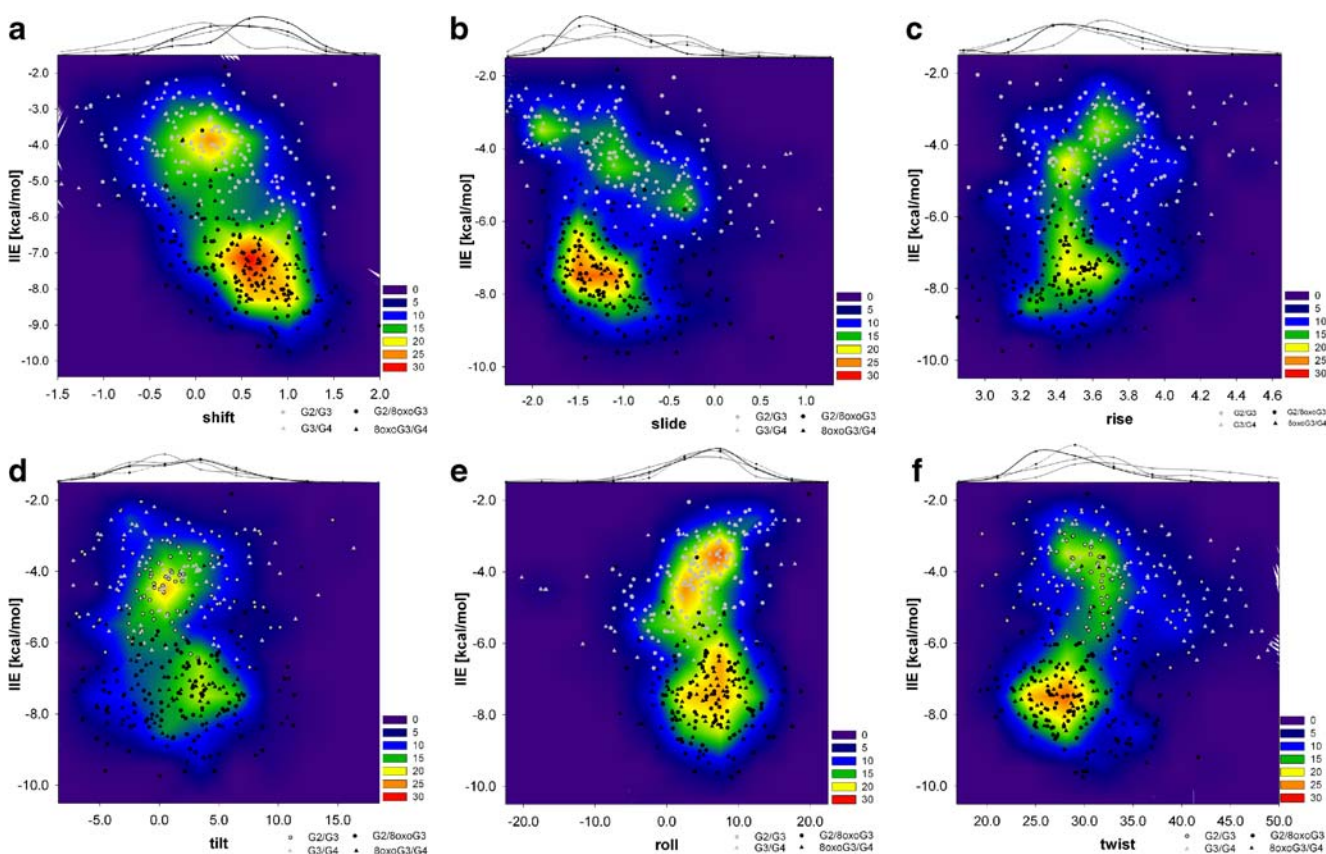 a
IIE [kcal/mol]
-2.0
-3.0
-4.0
-5.0
-6.0
-7.0
-8.0
-9.0
-10.0
-1.5 -1.0 -0.5 0.0 0.5 1.0 1.5 2.0
shift
0
5
10
15
20
25
30
G2/G3 G2/8oxoG3
G3/G4 8oxoG3/G4
b
IIE [kcal/mol]
-2.0
-4.0
-6.0
-8.0
-10.0
-2.0 -1.5 -1.0 -0.5 0.0 0.5 1.0
slide
0
5
10
15
20
25
30
G2/G3 G2/8oxoG3
G3/G4 8oxoG3/G4
c
IIE [kcal/mol]
-2.0
-4.0
-6.0
-8.0
-10.0
3.0 3.2 3.4 3.6 3.8 4.0 4.2 4.4 4.6
rise
0
5
10
15
20
25
30
G2/G3 G2/8oxoG3
G3/G4 8oxoG3/G4
d
IIE [kcal/mol]
-2.0
-4.0
-6.0
-8.0
-10.0
-5.0 0.0 5.0 10.0 15.0
tilt
0
5
10
15
20
25
30
G2/G3 G2/8oxoG3
G3/G4 8oxoG3/G4
e
IIE [kcal/mol]
-2.0
-4.0
-6.0
-8.0
-10.0
-20.0 -10.0 0.0 10.0 20.0
roll
0
5
10
15
20
25
30
G2/G3 G2/8oxoG3
G3/G4 8oxoG3/G4
f
IIE [kcal/mol]
-2.0
-4.0
-6.0
-8.0
-10.0
20.0 25.0 30.0 35.0 40.0 45.0 50.0
twist
0
5
10
15
20
25
30
G2/G3 G2/8oxoG3
G3/G4 8oxoG3/G4